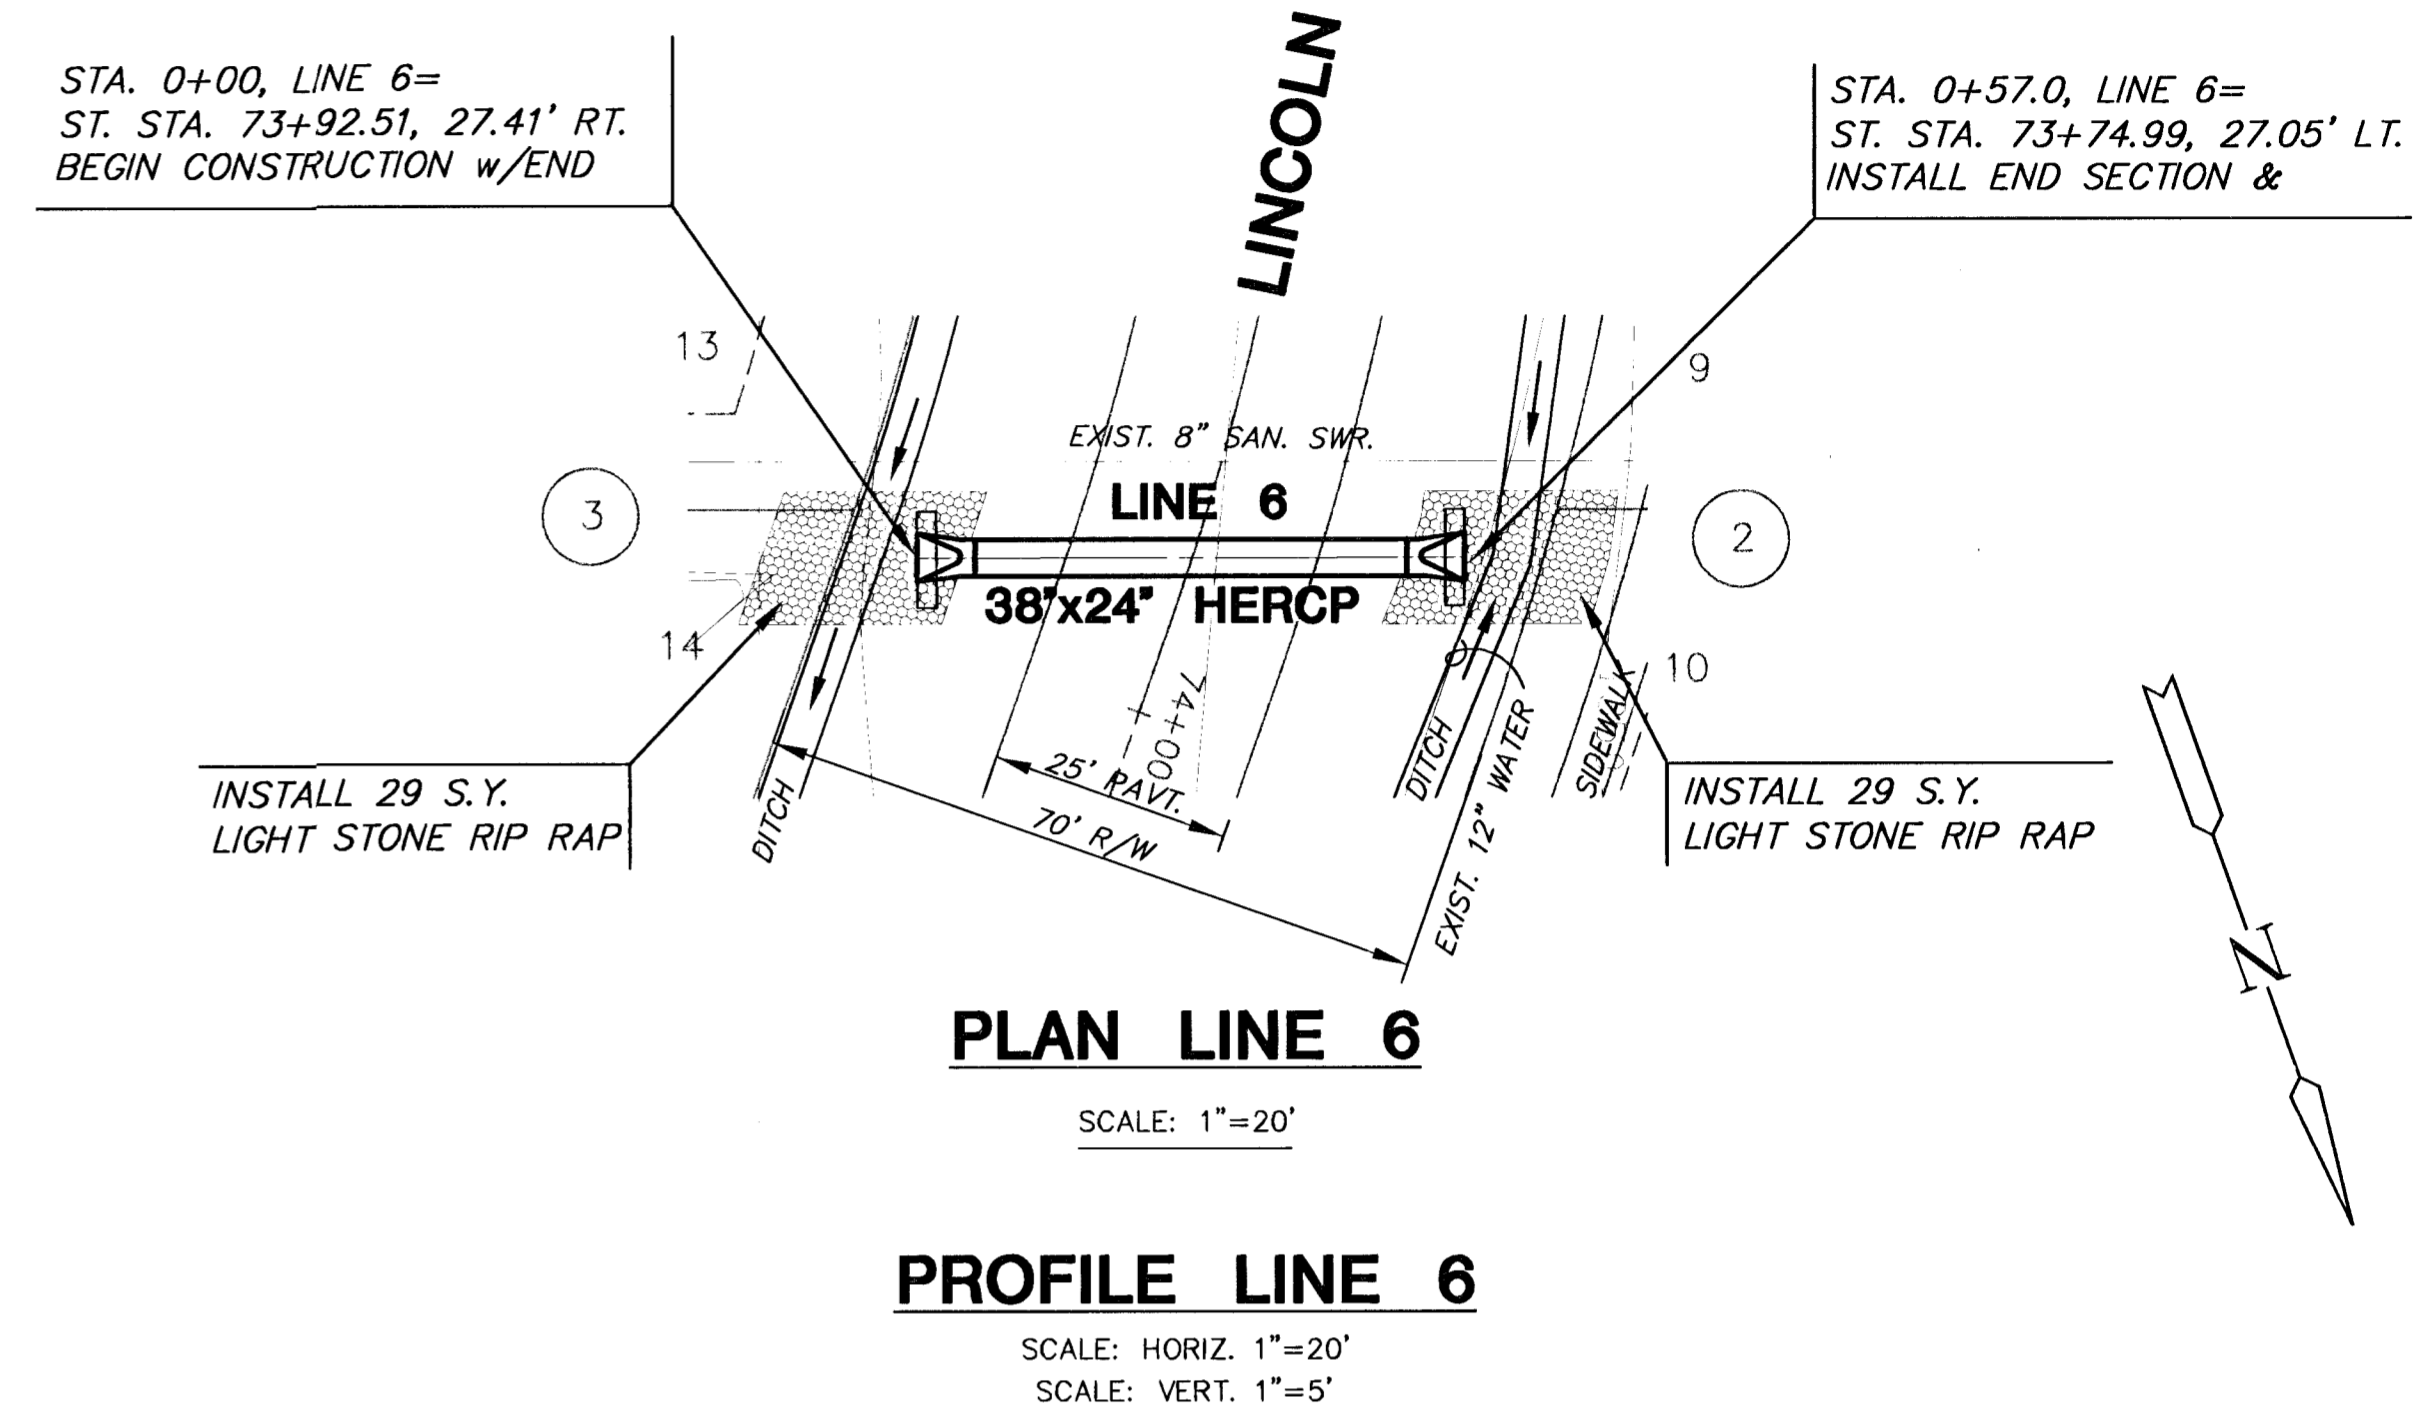 STA. 0+00, LINE 6=
ST. STA. 73+92.51, 27.41' RT.
BEGIN CONSTRUCTION w/END
LINCOLN
STA. 0+57.0, LINE 6=
ST. STA. 73+74.99, 27.05' LT.
INSTALL END SECTION &
13
9
EXIST. 8" SAN. SWR.
LINE 6
3
2
38"x24" HERCP
14
10
74+00
25' PAVT.
70' R/W
DITCH
DITCH
EXIST. 12" WATER
SIDEWALK
INSTALL 29 S.Y.
LIGHT STONE RIP RAP
INSTALL 29 S.Y.
LIGHT STONE RIP RAP
N
PLAN LINE 6
SCALE: 1"=20'
PROFILE LINE 6
SCALE: HORIZ. 1"=20'
SCALE: VERT. 1"=5'